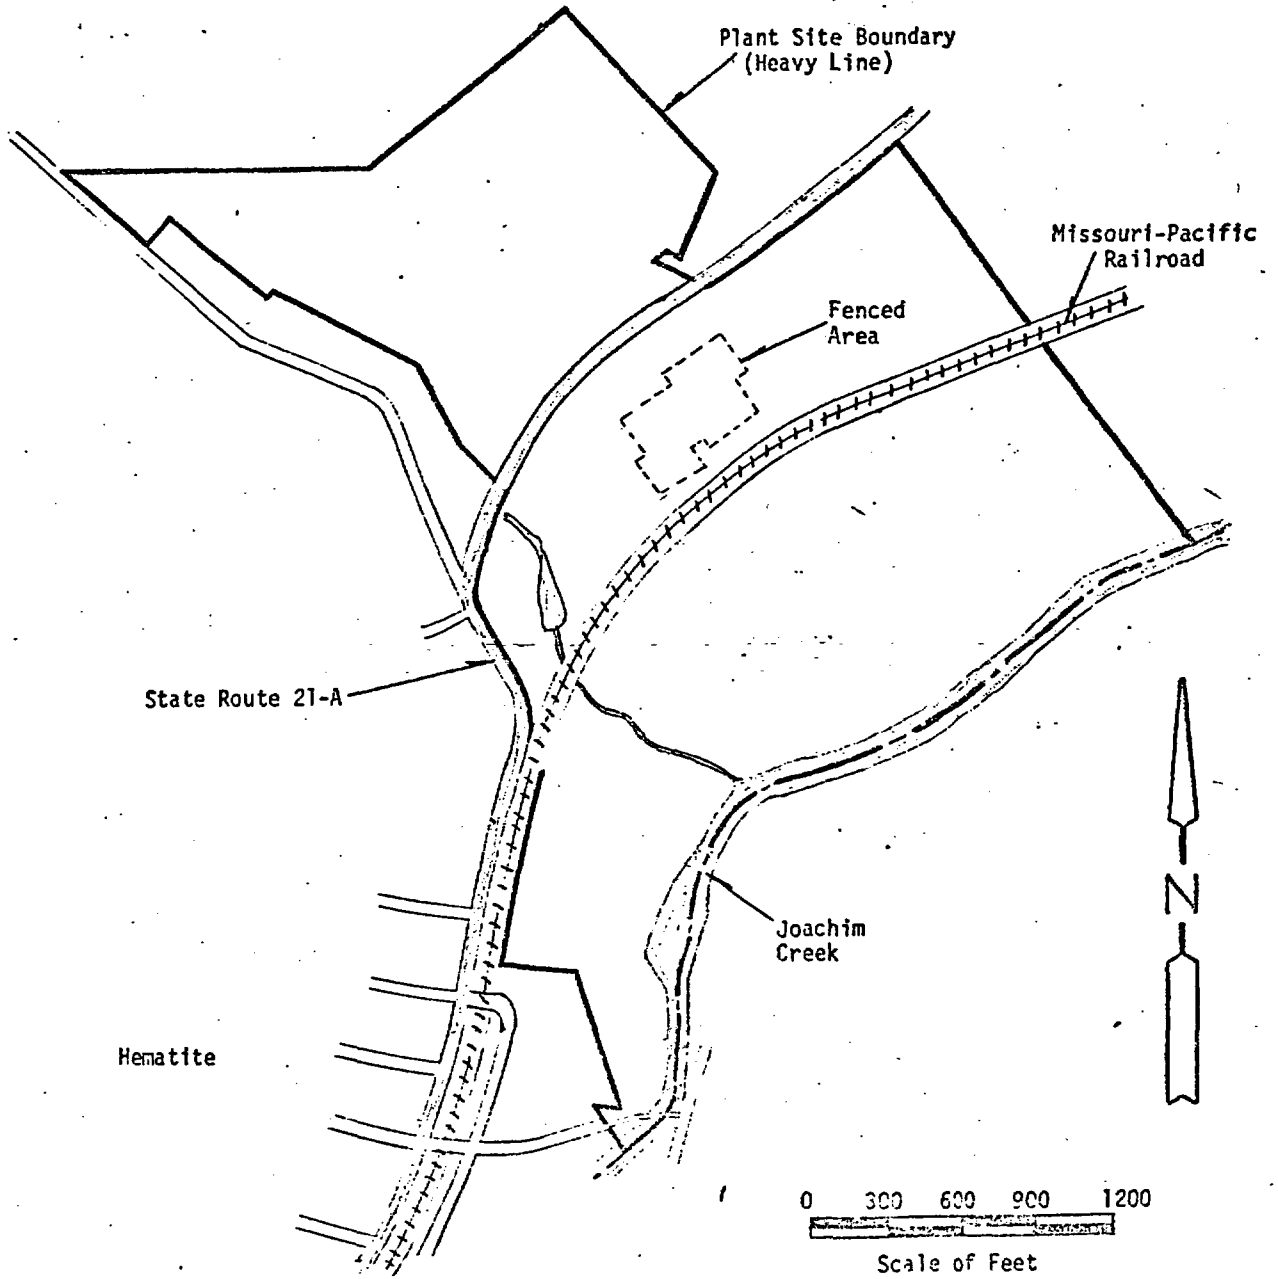 Plant Site Boundary
(Heavy Line)
Missouri-Pacific
Railroad
Fenced
Area
State Route 21-A
Joachim
Creek
N
Hematite
0 300 600 900 1200
Scale of Feet